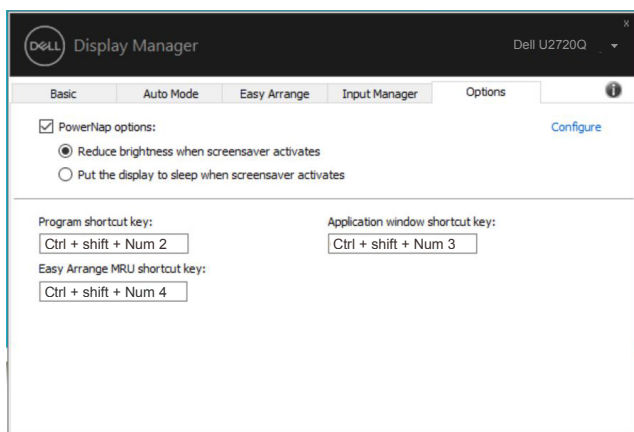 x
DELL Display Manager Dell U2720Q
Basic Auto Mode Easy Arrange Input Manager Options
PowerNap options: Configure
Reduce brightness when screensaver activates
Put the display to sleep when screensaver activates
Program shortcut key: Application window shortcut key:
Ctrl + shift + Num 2 Ctrl + shift + Num 3
Easy Arrange MRU shortcut key:
Ctrl + shift + Num 4